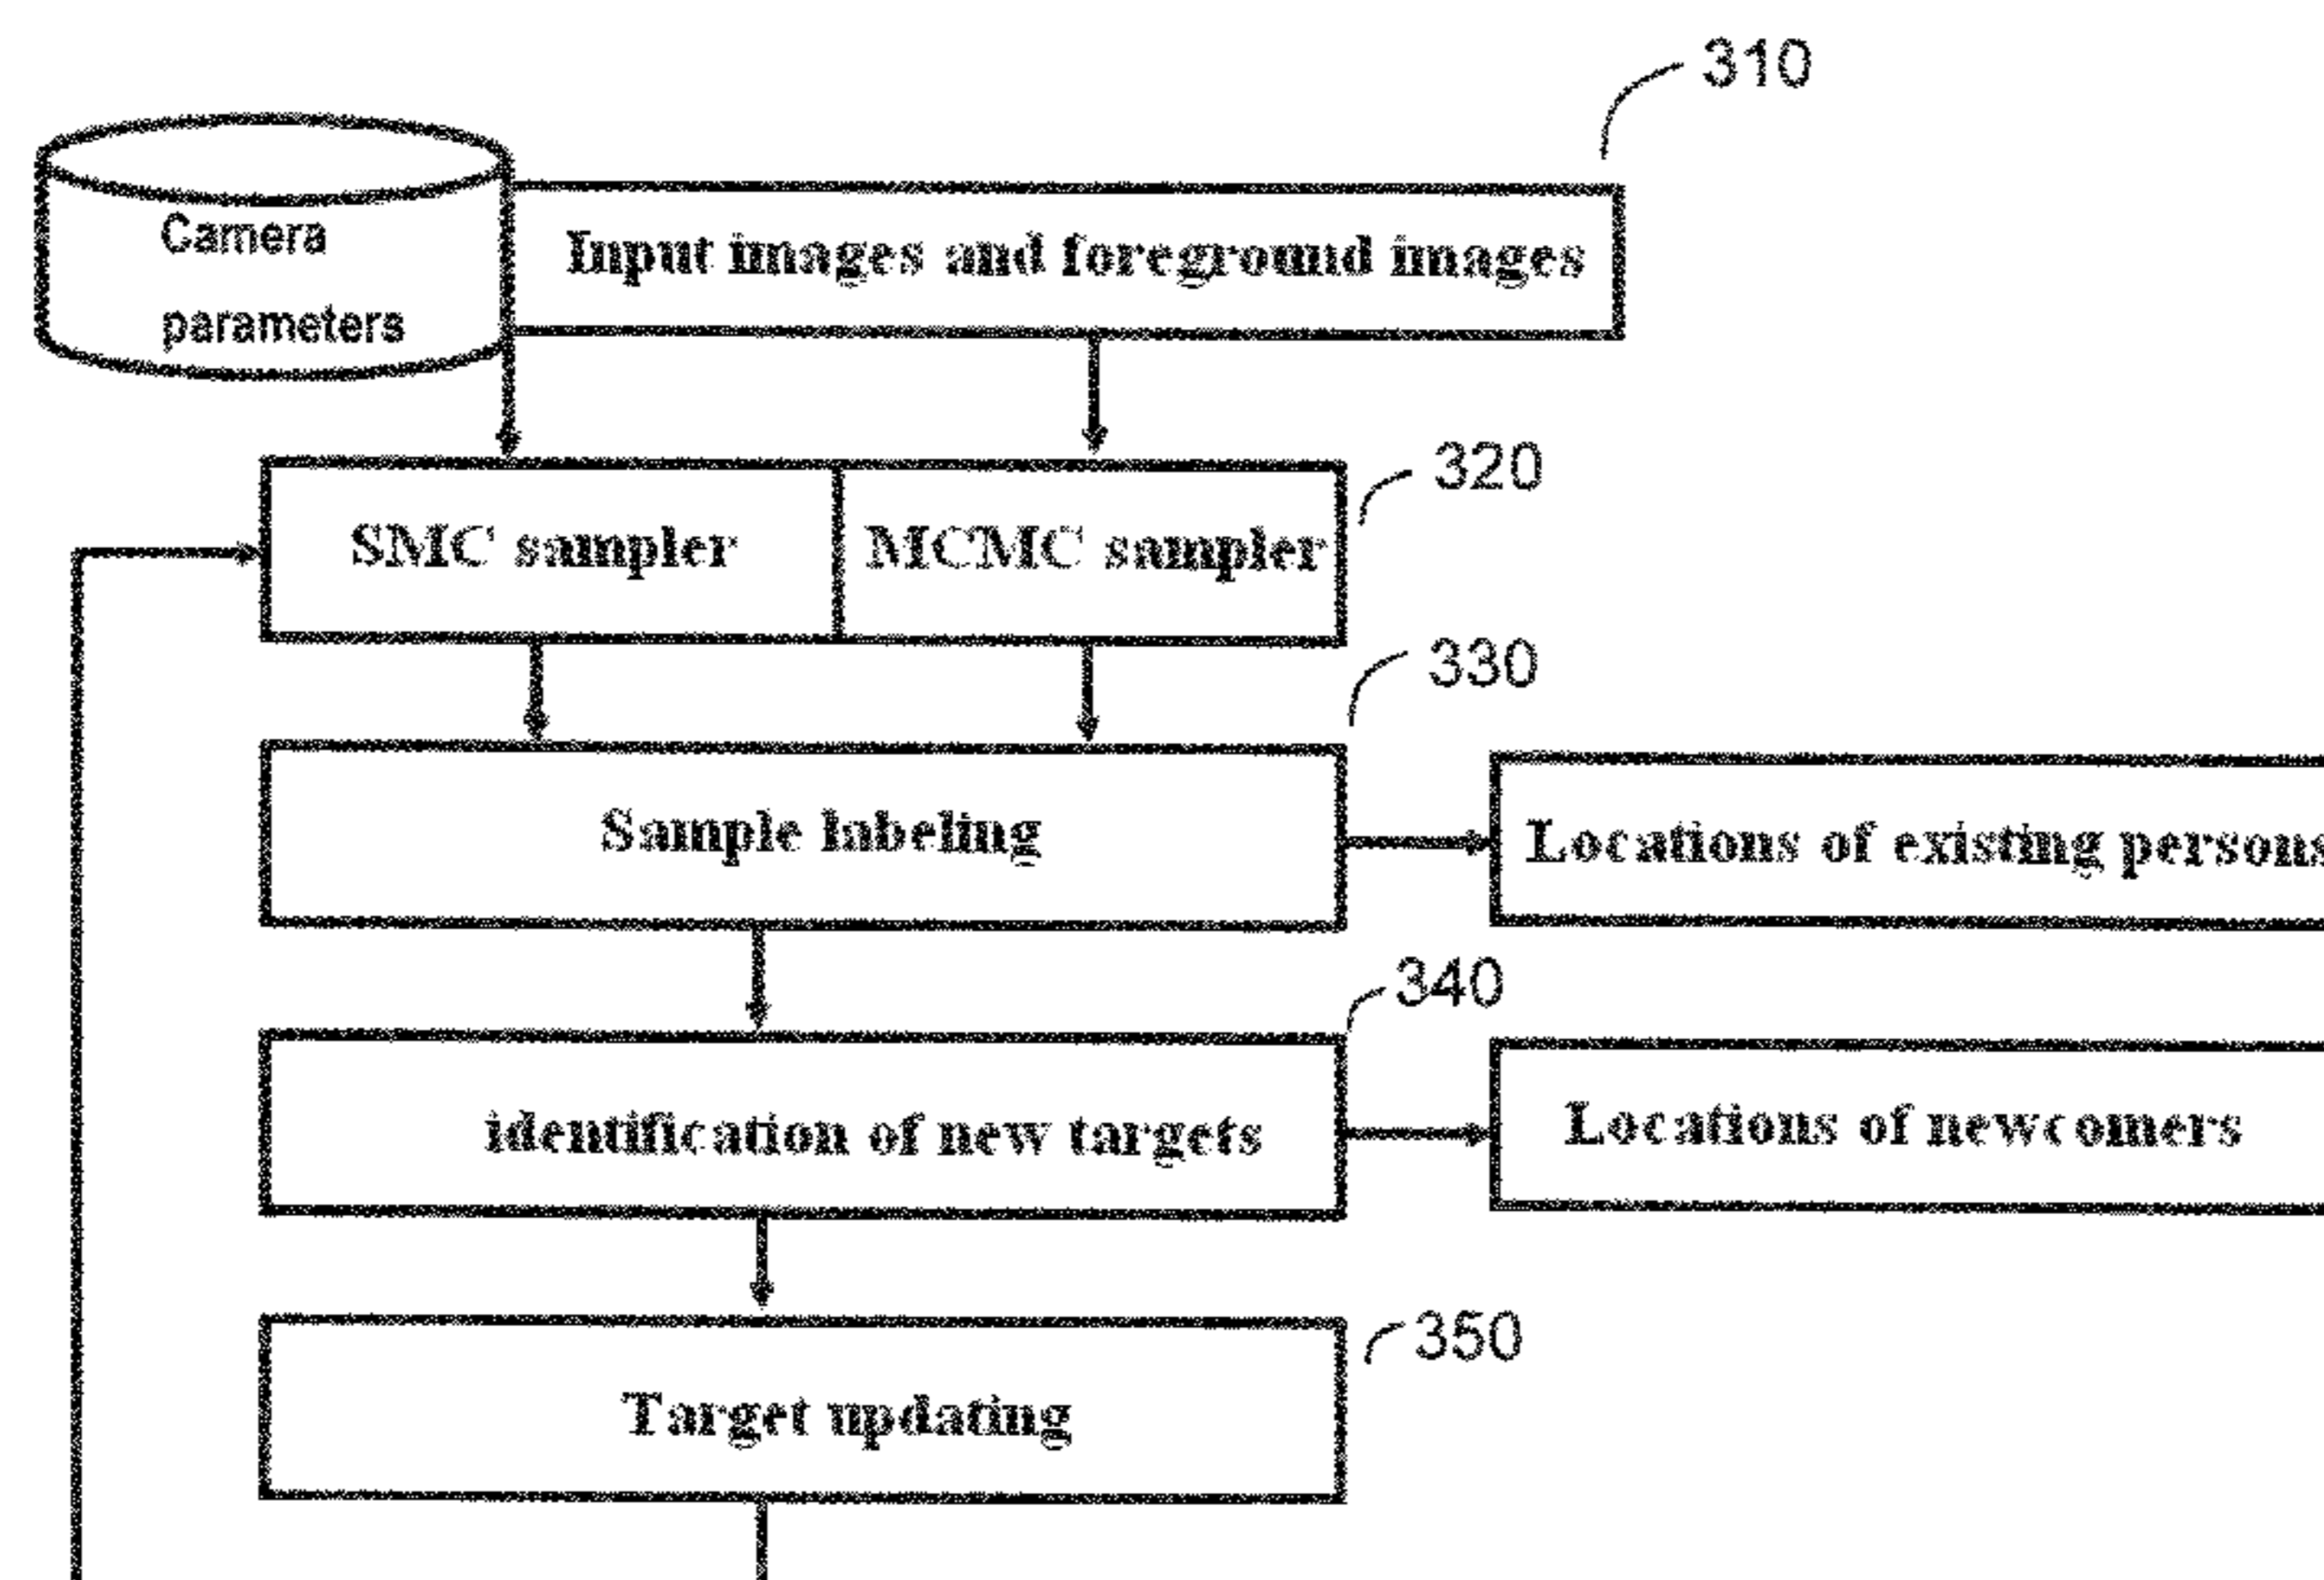 310
Camera
parameters
Input images and foreground images
320
SMC sampler
MCMC sampler
330
Sample labeling
Locations of existing persons
340
identification of new targets
Locations of newcomers
350
Target updating